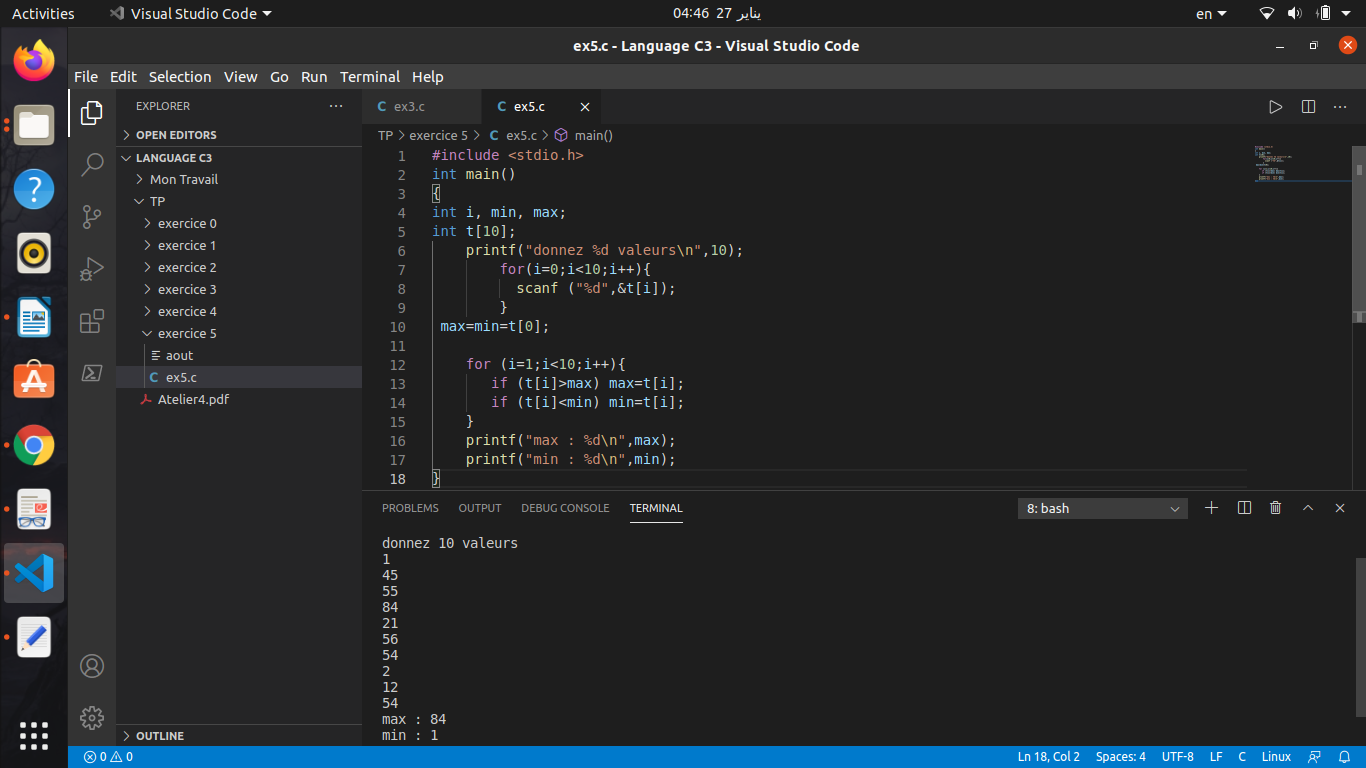 Activities Visual Studio Code 04:46 27 يناير en
ex5.c - Language C3 - Visual Studio Code
File Edit Selection View Go Run Terminal Help
EXPLORER
OPEN EDITORS
LANGUAGE C3
Mon Travail
TP
exercice 0
exercice 1
exercice 2
exercice 3
exercice 4
exercice 5
aout
ex5.c
Atelier4.pdf
OUTLINE
ex3.c ex5.c
TP > exercice 5 > ex5.c > main()
1 #include <stdio.h>
2 int main()
3 {
4 int i, min, max;
5 int t[10];
6 printf("donnez %d valeurs\n",10);
7 for(i=0;i<10;i++){
8 scanf ("%d",&t[i]);
9 }
10 max=min=t[0];
11
12 for (i=1;i<10;i++){
13 if (t[i]>max) max=t[i];
14 if (t[i]<min) min=t[i];
15 }
16 printf("max : %d\n",max);
17 printf("min : %d\n",min);
18 }
PROBLEMS OUTPUT DEBUG CONSOLE TERMINAL 8: bash
donnez 10 valeurs
1
45
55
84
21
56
54
2
12
54
max : 84
min : 1
0 0 Ln 18, Col 2 Spaces: 4 UTF-8 LF C Linux